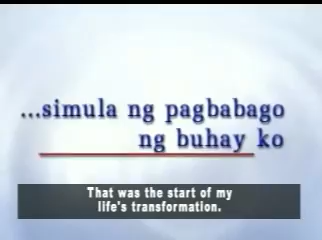 ...simula ng pagbabago
ng buhay ko
That was the start of my
life's transformation.